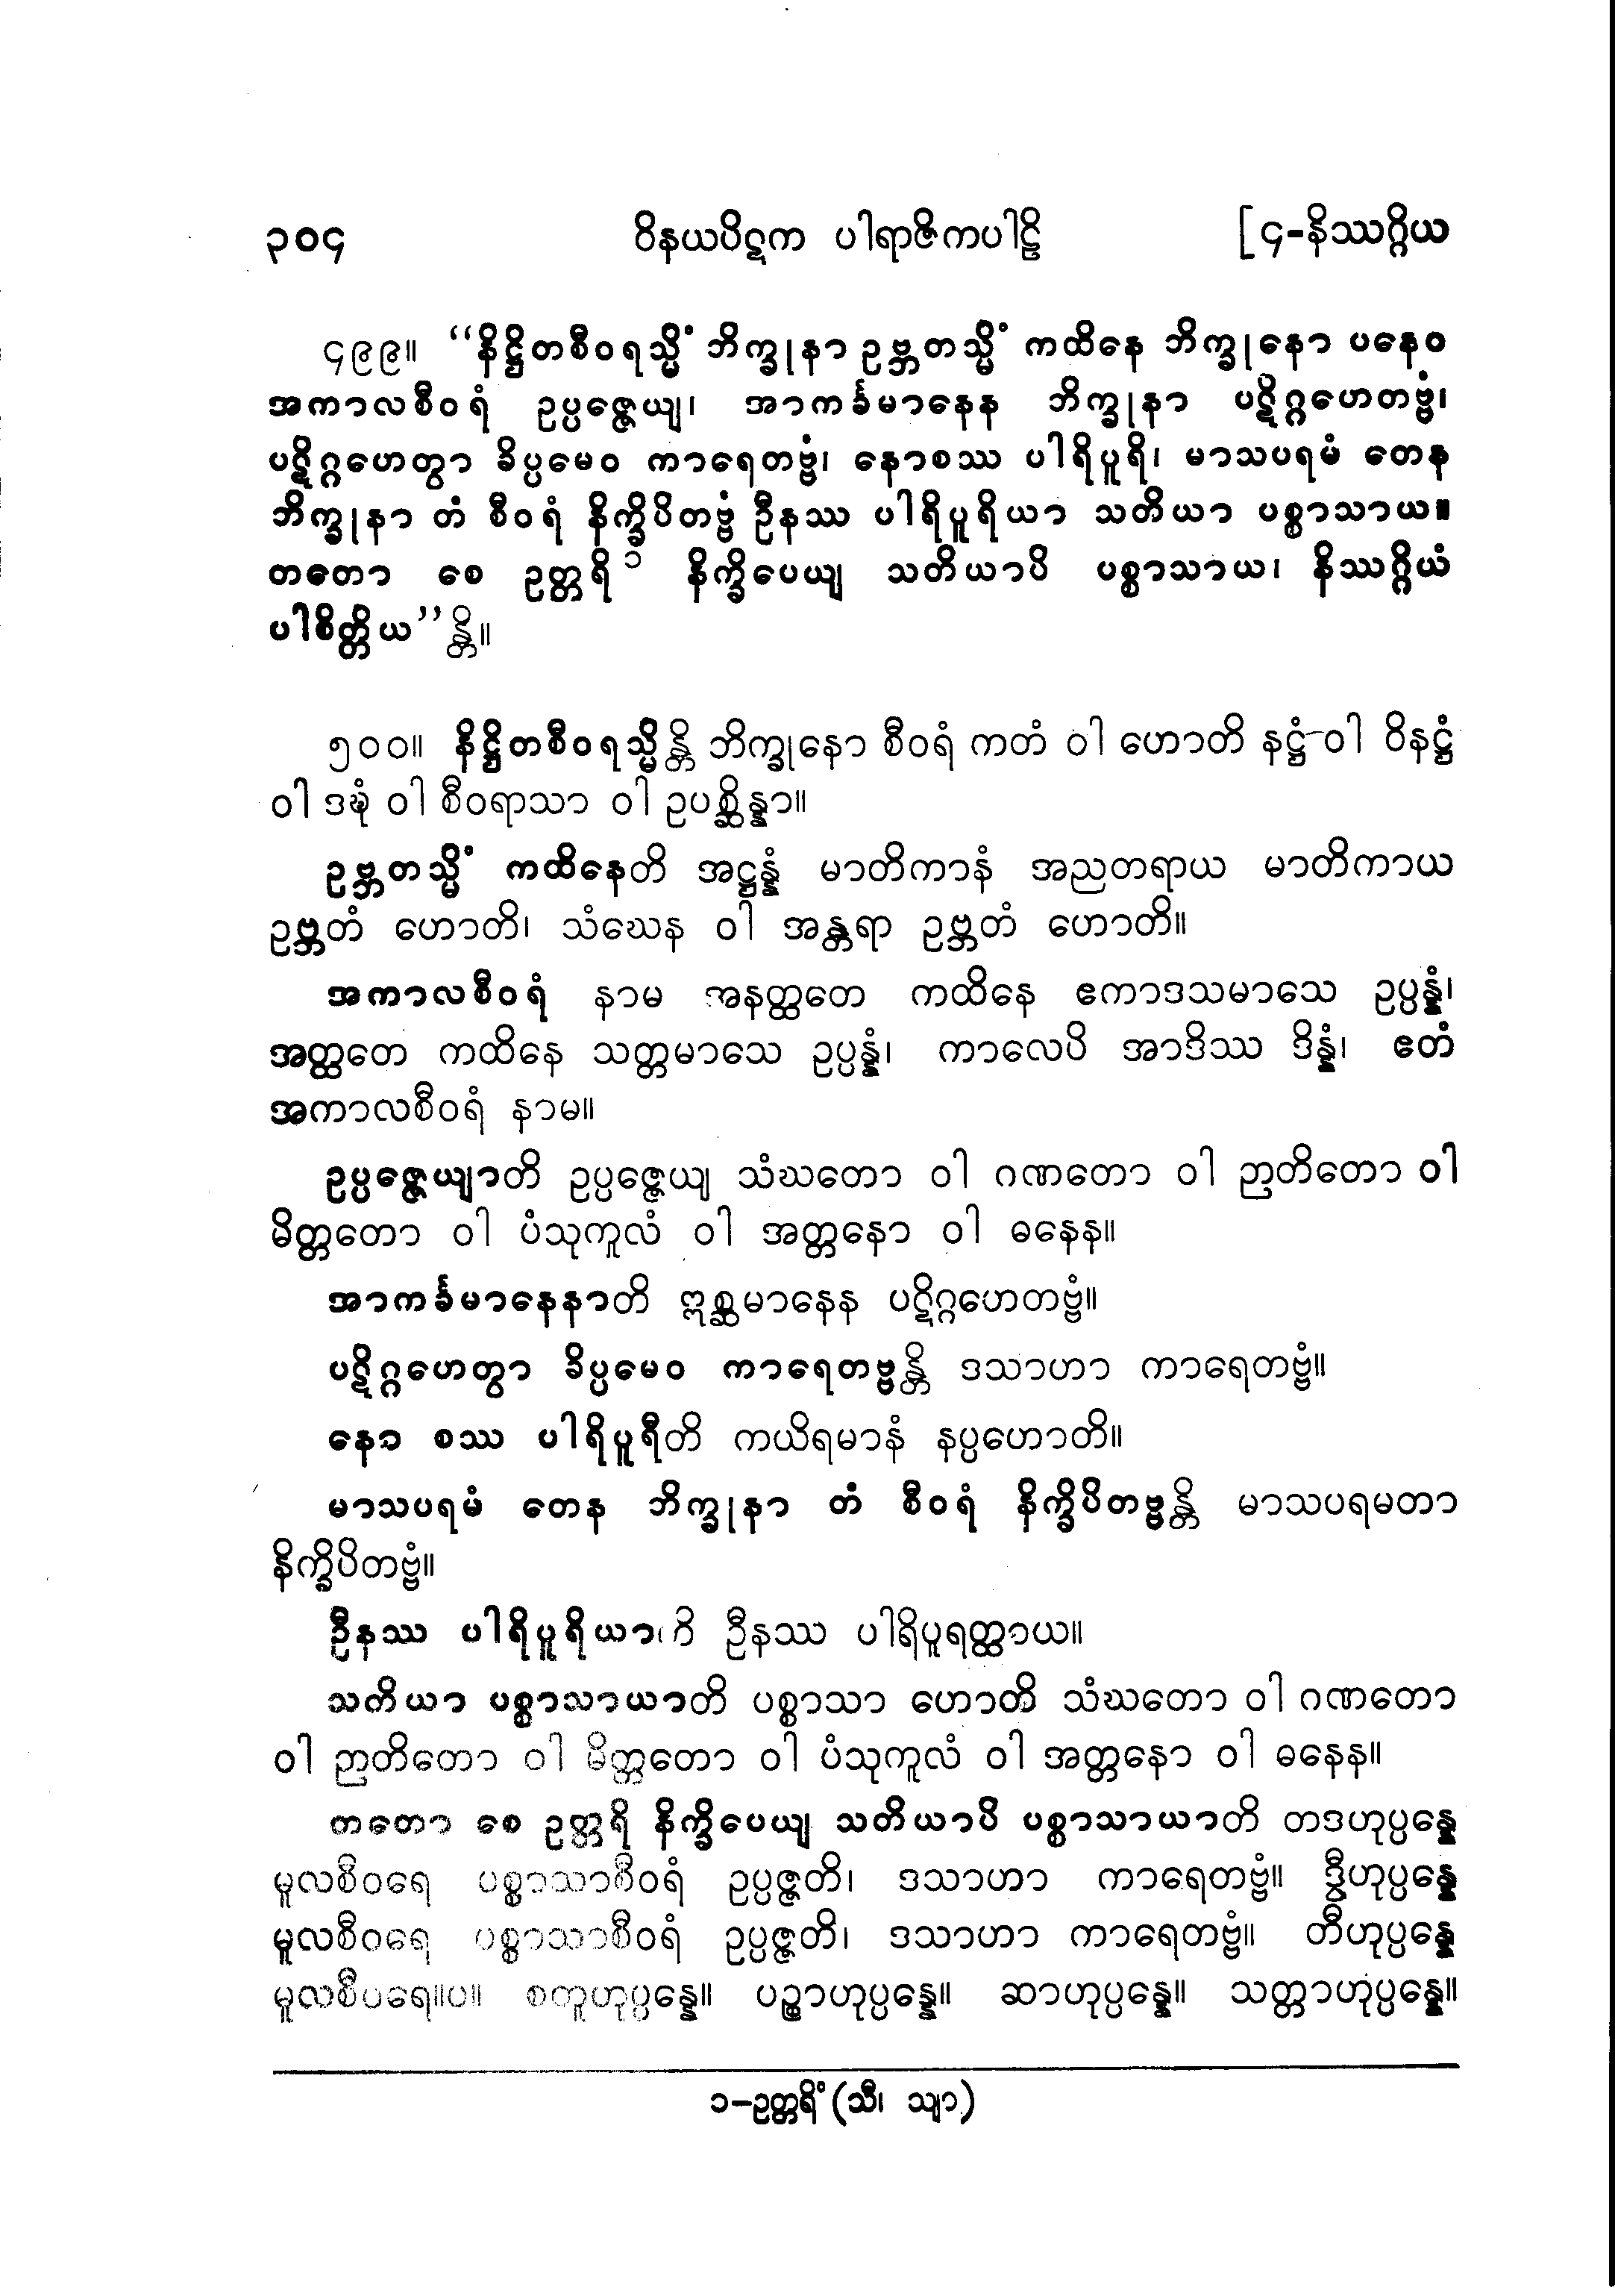 ၃၀၄ ဝိနယပိဋက ပါရာဇိကပါဠိ [၄-နိဿဂ္ဂိယ
၄၉၉။ “နိဋ္ဌိတစီဝရသ္မိံ ဘိက္ခုနာ ဥဗ္ဘတသ္မိံ ကထိနေ ဘိက္ခုနော ပနေဝ
အကာလစီဝရံ ဥပ္ပဇ္ဇေယျ၊ အာကင်္ခမာနေန ဘိက္ခုနာ ပဋိဂ္ဂဟေတဗ္ဗံ၊
ပဋိဂ္ဂဟေတွာ ခိပ္ပမေဝ ကာရေတဗ္ဗံ၊ နောစဿ ပါရိပူရိ၊ မာသပရမံ တေန
ဘိက္ခုနာ တံ စီဝရံ နိက္ခိပိတဗ္ဗံ ဦနဿ ပါရိပူရိယာ သတိယာ ပစ္စာသာယ။
တတော စေ ဥတ္တရိ ၁ နိက္ခိပေယျ သတိယာပိ ပစ္စာသာယ၊ နိဿဂ္ဂိယံ
ပါစိတ္တိယ”န္တိ။
၅၀၀။ နိဋ္ဌိတစီဝရသ္မိန္တိ ဘိက္ခုနော စီဝရံ ကတံ ဝါ ဟောတိ နဋ္ဌံ ဝါ ဝိနဋ္ဌံ
ဝါ ဒဍ္ဎံ ဝါ စီဝရာသာ ဝါ ဥပစ္ဆိန္နာ။
ဥဗ္ဘတသ္မိံ ကထိနေတိ အဋ္ဌန္နံ မာတိကာနံ အညတရာယ မာတိကာယ
ဥဗ္ဘတံ ဟောတိ၊ သံဃေန ဝါ အန္တရာ ဥဗ္ဘတံ ဟောတိ။
အကာလစီဝရံ နာမ အနတ္ထတေ ကထိနေ ဧကာဒသမာသေ ဥပ္ပန္နံ၊
အတ္ထတေ ကထိနေ သတ္တမာသေ ဥပ္ပန္နံ၊ ကာလေပိ အာဒိဿ ဒိန္နံ၊ ဧတံ
အကာလစီဝရံ နာမ။
ဥပ္ပဇ္ဇေယျာတိ ဥပ္ပဇ္ဇေယျ သံဃတော ဝါ ဂဏတော ဝါ ဉာတိတော ဝါ
မိတ္တတော ဝါ ပံသုကူလံ ဝါ အတ္တနော ဝါ ဓနေန။
အာကင်္ခမာနေနာတိ ဣစ္ဆမာနေန ပဋိဂ္ဂဟေတဗ္ဗံ။
ပဋိဂ္ဂဟေတွာ ခိပ္ပမေဝ ကာရေတဗ္ဗန္တိ ဒသာဟာ ကာရေတဗ္ဗံ။
နော စဿ ပါရိပူရီတိ ကယိရမာနံ နပ္ပဟောတိ။
မာသပရမံ တေန ဘိက္ခုနာ တံ စီဝရံ နိက္ခိပိတဗ္ဗန္တိ မာသပရမတာ
နိက္ခိပိတဗ္ဗံ။
ဦနဿ ပါရိပူရိယာတိ ဦနဿ ပါရိပူရတ္ထာယ။
သတိယာ ပစ္စာသာယာတိ ပစ္စာသာ ဟောတိ သံဃတော ဝါ ဂဏတော
ဝါ ဉာတိတော ဝါ မိတ္တတော ဝါ ပံသုကူလံ ဝါ အတ္တနော ဝါ ဓနေန။
တတော စေ ဥတ္တရိ နိက္ခိပေယျ သတိယာပိ ပစ္စာသာယာတိ တဒဟုပ္ပန္နေ
မူလစီဝရေ ပစ္စာသာစီဝရံ ဥပ္ပဇ္ဇတိ၊ ဒသာဟာ ကာရေတဗ္ဗံ။ ဒွီဟုပ္ပန္နေ
မူလစီဝရေ ပစ္စာသာစီဝရံ ဥပ္ပဇ္ဇတိ၊ ဒသာဟာ ကာရေတဗ္ဗံ။ တီဟုပ္ပန္နေ
မူလစီဝရေ။ပ။ စတူဟုပ္ပန္နေ။ ပဉ္စာဟုပ္ပန္နေ။ ဆာဟုပ္ပန္နေ။ သတ္တာဟုပ္ပန္နေ။
၁-ဥတ္တရိံ (သီ၊ သျာ)